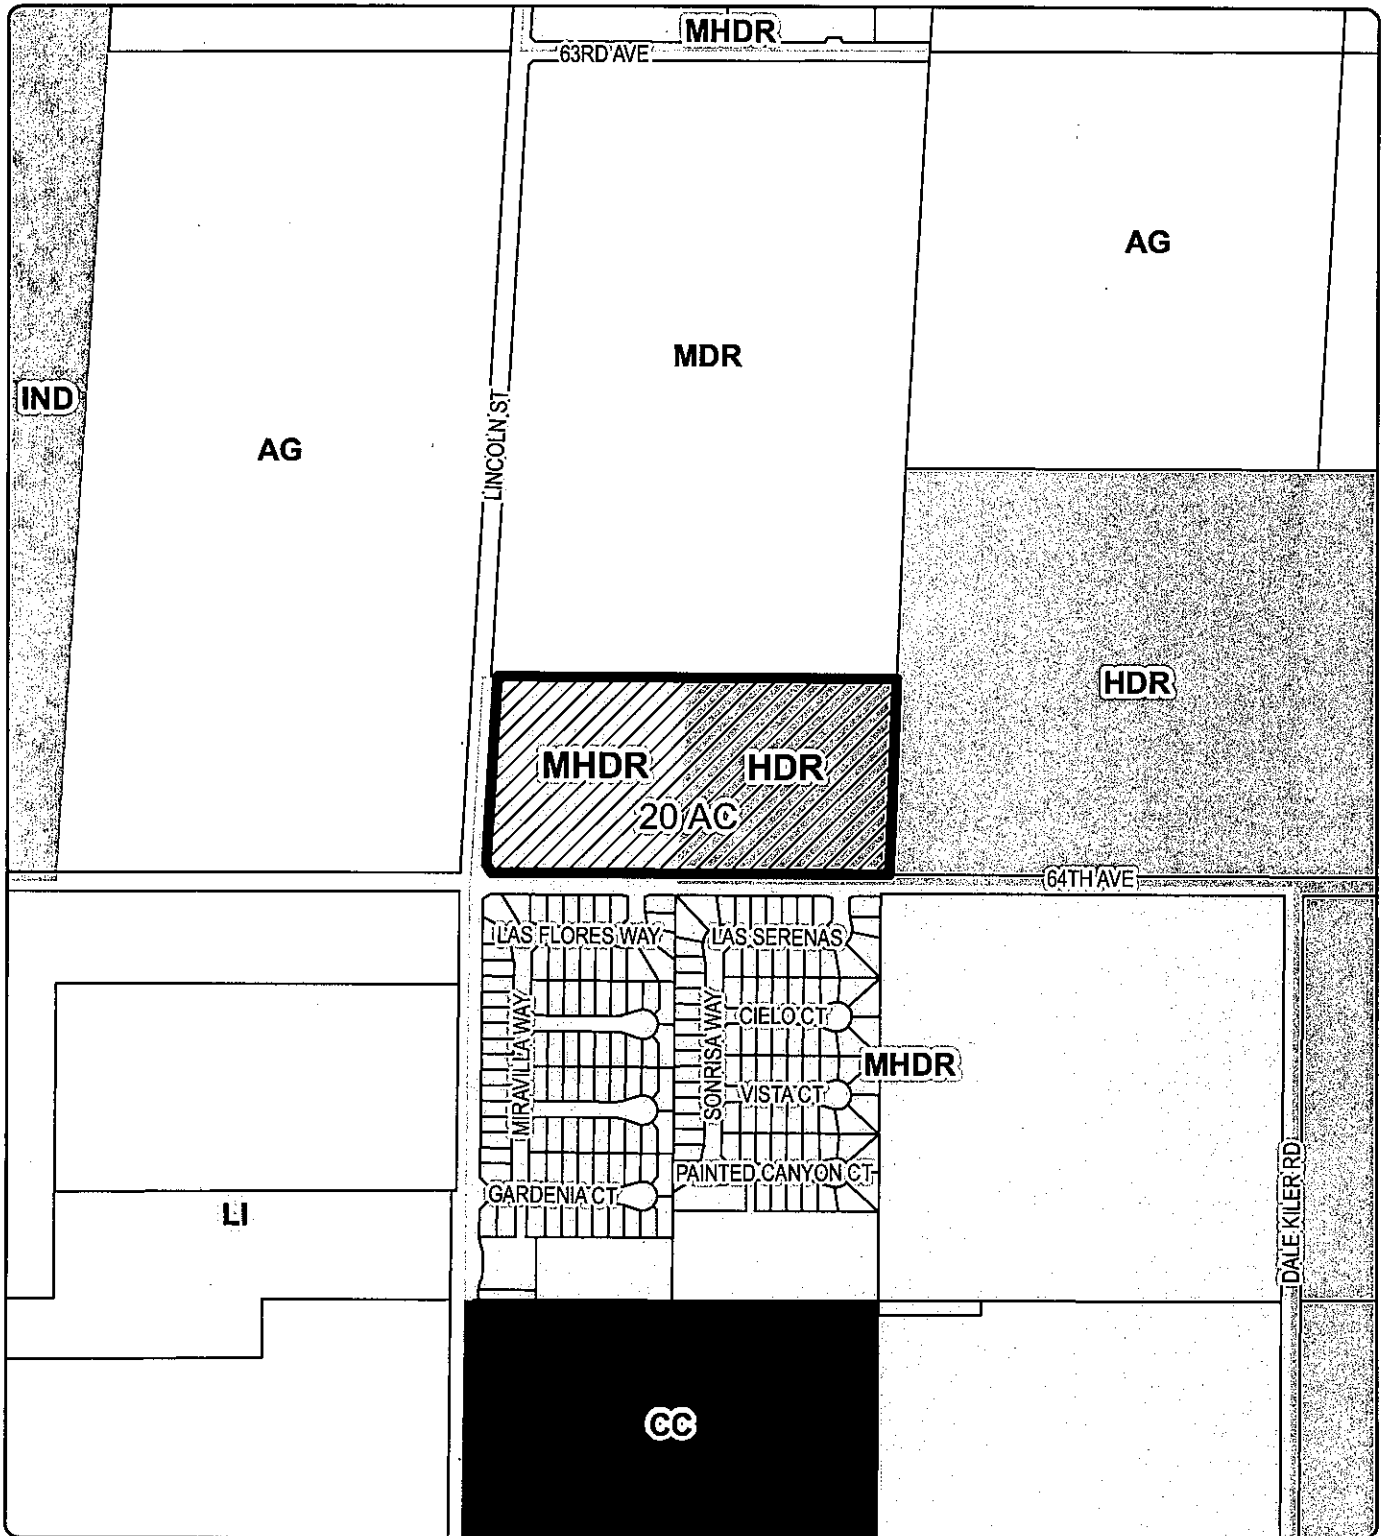 MHDR
63RD AVE
AG
MDR
IND
LINCOLN ST
AG
HDR
MHDR
HDR
20 AC
64TH AVE
LAS FLORES WAY
LAS SERENAS
MIRAVILLA WAY
SONRISA WAY
CIELO CT
MHDR
VISTA CT
PAINTED CANYON CT
GARDENIA CT
LI
DALE KILER RD
CC